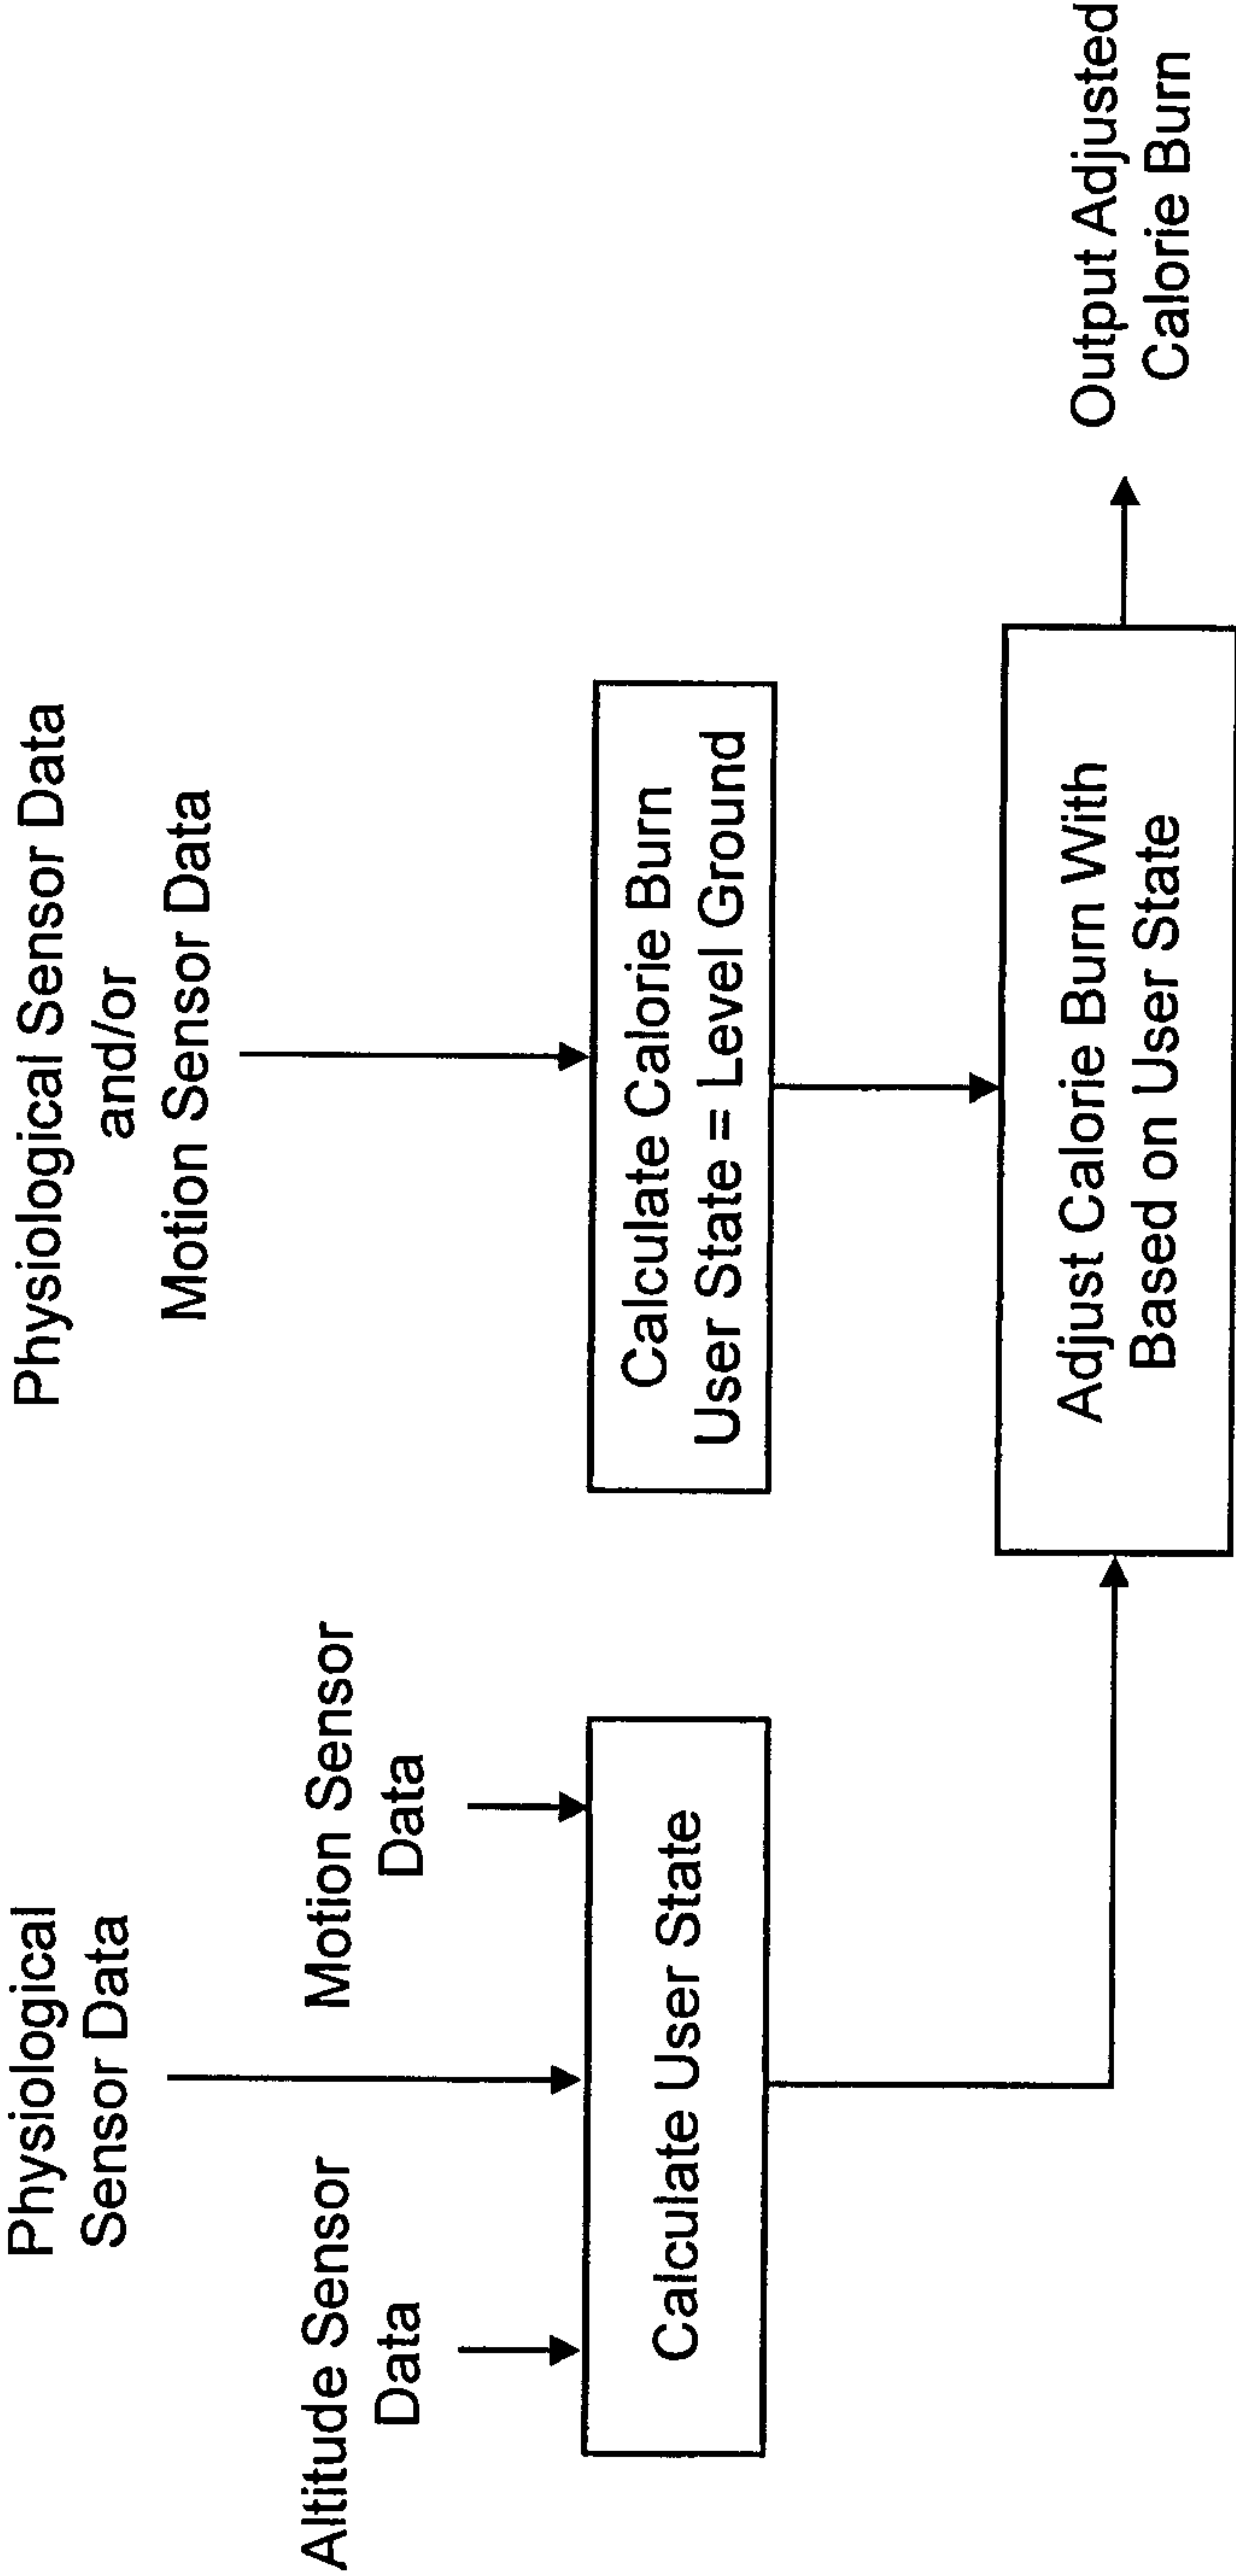 Physiological
Sensor Data
Altitude Sensor
Data
Motion Sensor
Data
Calculate User State
Physiological Sensor Data
and/or
Motion Sensor Data
Calculate Calorie Burn
User State = Level Ground
Adjust Calorie Burn With
Based on User State
Output Adjusted
Calorie Burn